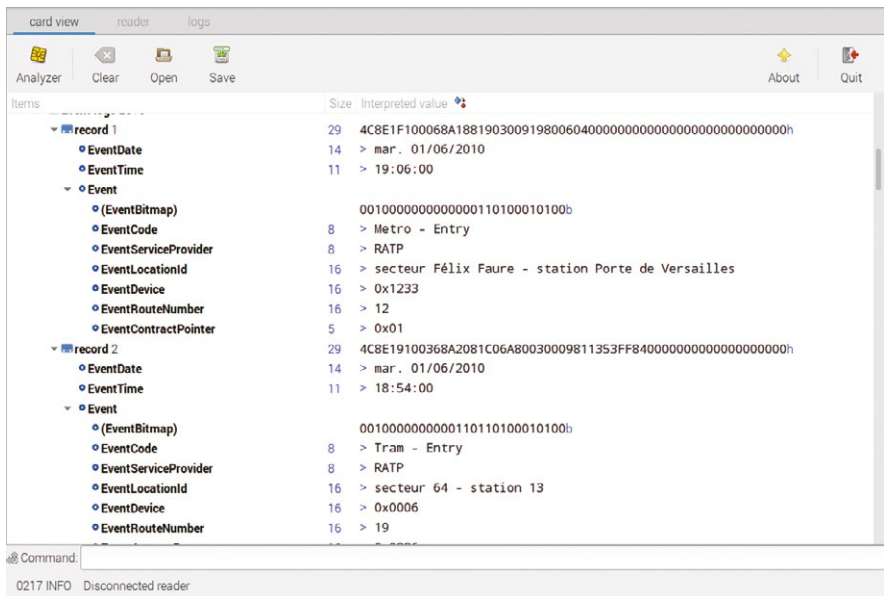 card view reader logs
Analyzer Clear Open Save About Quit
Items Size Interpreted value
record 1 29 4C8E1F100068A1881903009198006040000000000000000000000000000h
EventDate 14 > mar. 01/06/2010
EventTime 11 > 19:06:00
Event
(EventBitmap) 0010000000000000110100010100b
EventCode 8 > Metro - Entry
EventServiceProvider 8 > RATP
EventLocationId 16 > secteur Félix Faure - station Porte de Versailles
EventDevice 16 > 0x1233
EventRouteNumber 16 > 12
EventContractPointer 5 > 0x01
record 2 29 4C8E19100368A2081C06A80030009811353FF84000000000000000000h
EventDate 14 > mar. 01/06/2010
EventTime 11 > 18:54:00
Event
(EventBitmap) 0010000000000110110100010100b
EventCode 8 > Tram - Entry
EventServiceProvider 8 > RATP
EventLocationId 16 > secteur 64 - station 13
EventDevice 16 > 0x0006
EventRouteNumber 16 > 19
Command:
0217 INFO Disconnected reader